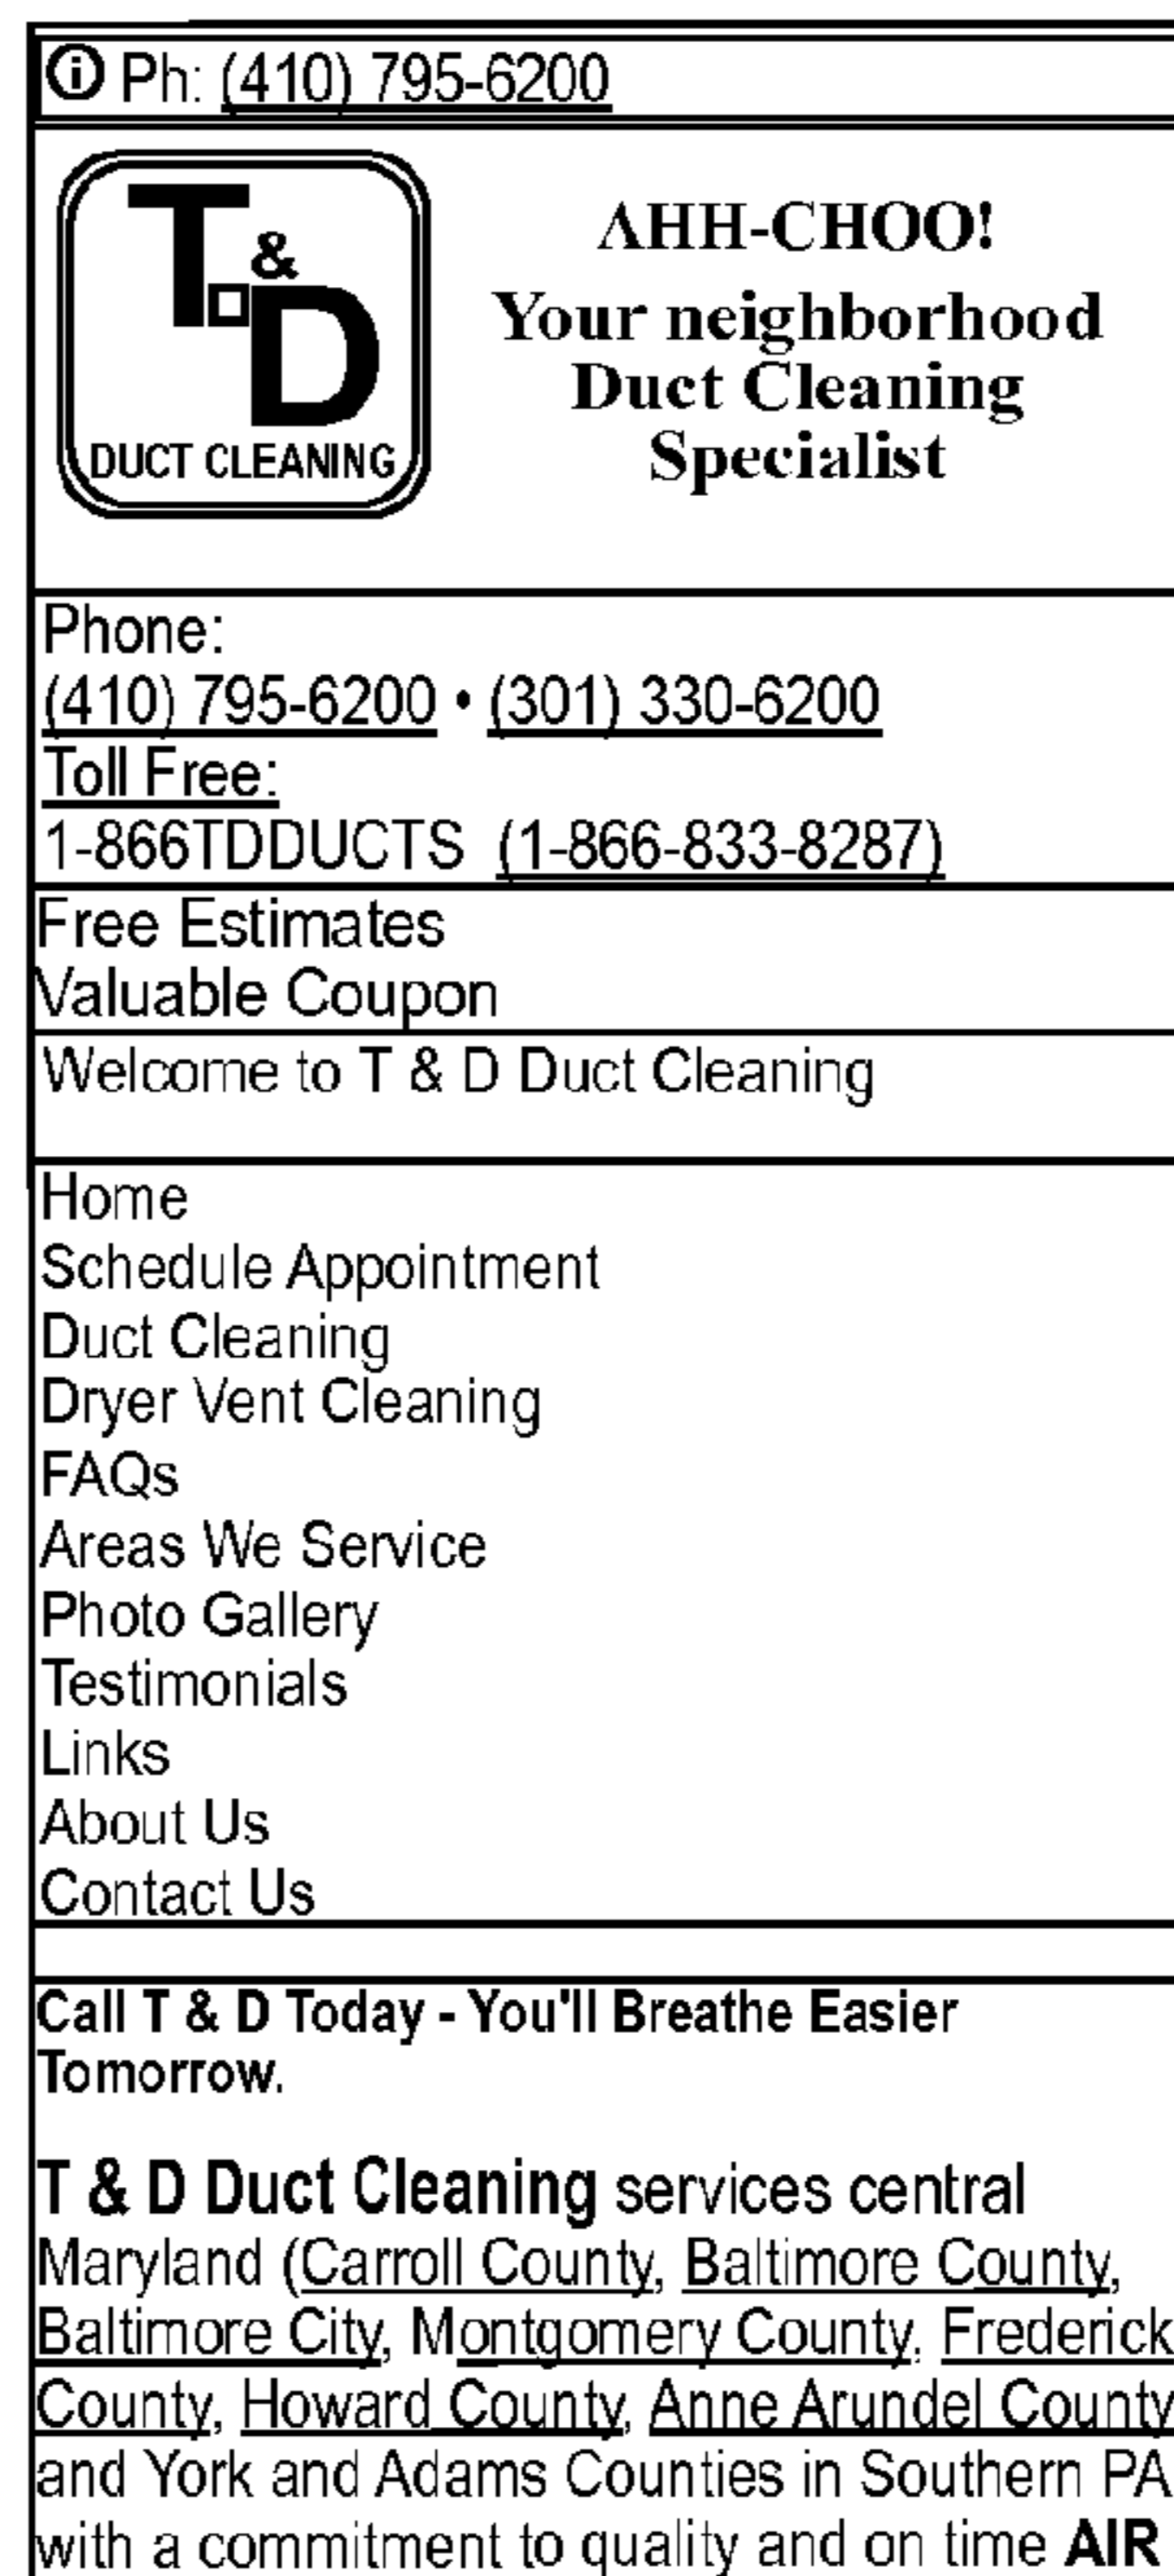 Ph: (410) 795-6200
T. & D
DUCT CLEANING
AHH-CHOO!
Your neighborhood
Duct Cleaning
Specialist
Phone:
(410) 795-6200 • (301) 330-6200
Toll Free:
1-866TDDUCTS (1-866-833-8287)
Free Estimates
Valuable Coupon
Welcome to T & D Duct Cleaning
Home
Schedule Appointment
Duct Cleaning
Dryer Vent Cleaning
FAQs
Areas We Service
Photo Gallery
Testimonials
Links
About Us
Contact Us
Call T & D Today - You'll Breathe Easier
Tomorrow.
T & D Duct Cleaning services central
Maryland (Carroll County, Baltimore County,
Baltimore City, Montgomery County, Frederick
County, Howard County, Anne Arundel County
and York and Adams Counties in Southern PA
with a commitment to quality and on time AIR